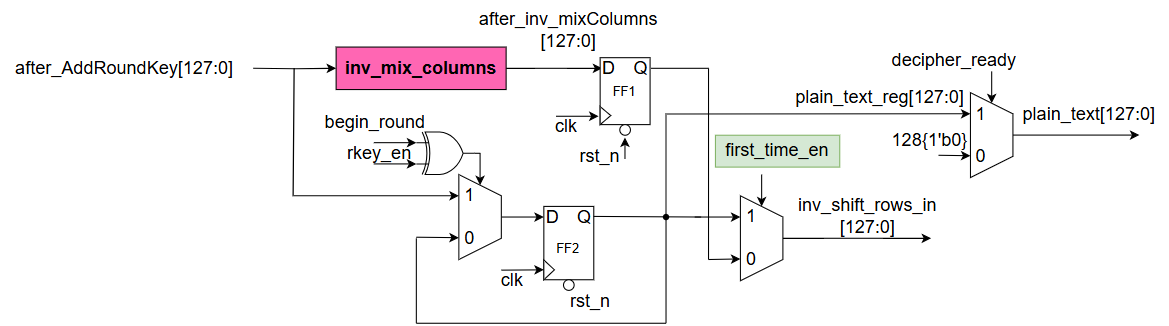 after_inv_mixColumns
[127:0]
after_AddRoundKey[127:0]
inv_mix_columns
D Q
FF1
clk
rst_n
decipher_ready
plain_text_reg[127:0]
1
plain_text[127:0]
128{1'b0}
0
begin_round
rkey_en
first_time_en
1
0
D Q
FF2
clk
rst_n
1
0
inv_shift_rows_in
[127:0]